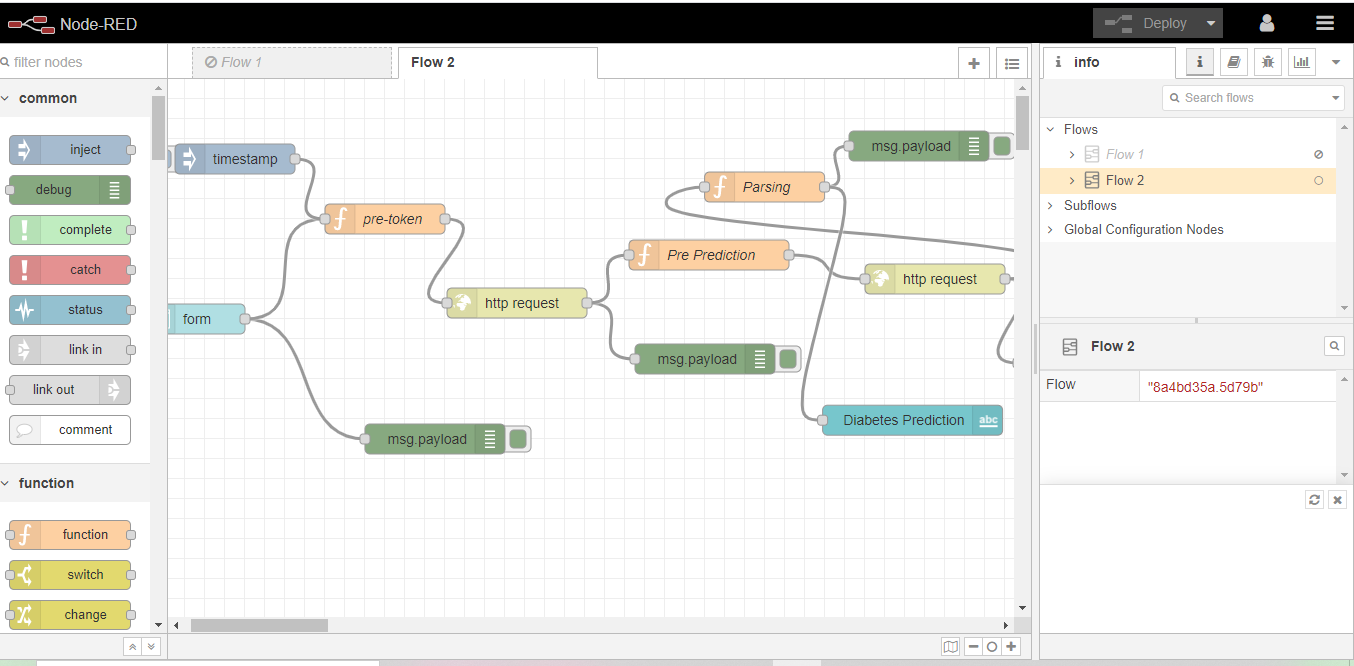 Node-RED
Deploy
filter nodes
Flow 1
Flow 2
i info
i
Search flows
common
inject
debug
complete
catch
status
link in
link out
comment
function
function
switch
change
timestamp
pre-token
form
http request
msg.payload
Parsing
Pre Prediction
http request
msg.payload
Diabetes Prediction abc
msg.payload
Flows
Flow 1
Flow 2
Subflows
Global Configuration Nodes
Flow 2
Flow "8a4bd35a.5d79b"